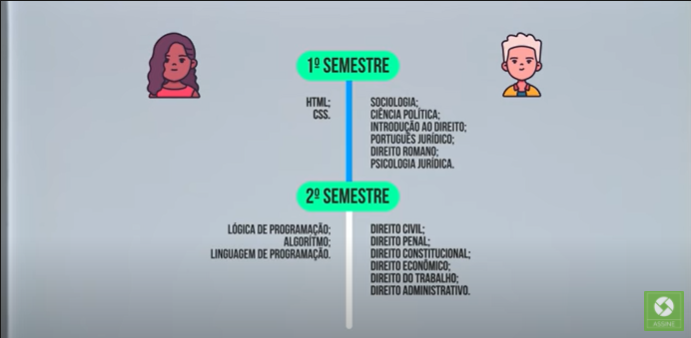 1º SEMESTRE
HTML;
CSS.
SOCIOLOGIA;
CIÊNCIA POLÍTICA;
INTRODUÇÃO AO DIREITO;
PORTUGUÊS JURÍDICO;
DIREITO ROMANO;
PSICOLOGIA JURÍDICA.
2º SEMESTRE
LÓGICA DE PROGRAMAÇÃO;
ALGORÍTMO;
LINGUAGEM DE PROGRAMAÇÃO.
DIREITO CIVIL;
DIREITO PENAL;
DIREITO CONSTITUCIONAL;
DIREITO ECONÔMICO;
DIREITO DO TRABALHO;
DIREITO ADMINISTRATIVO.
ASSINE